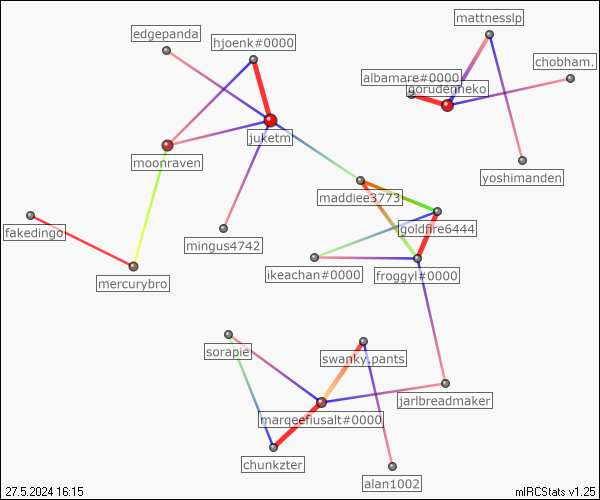 mattnesslp
edgepanda
hjoenk#0000
chobham.
albamare#0000
gorudenneko
juketm
moonraven
yoshimanden
maddiee3773
goldfire6444
fakedingo
mingus4742
ikeachan#0000
froggyl#0000
mercurybro
sorapie
swanky.pants
jarlbreadmaker
marqeefiusalt#0000
chunkzter
alan1002
27.5.2024 16:15
mIRCStats v1.25